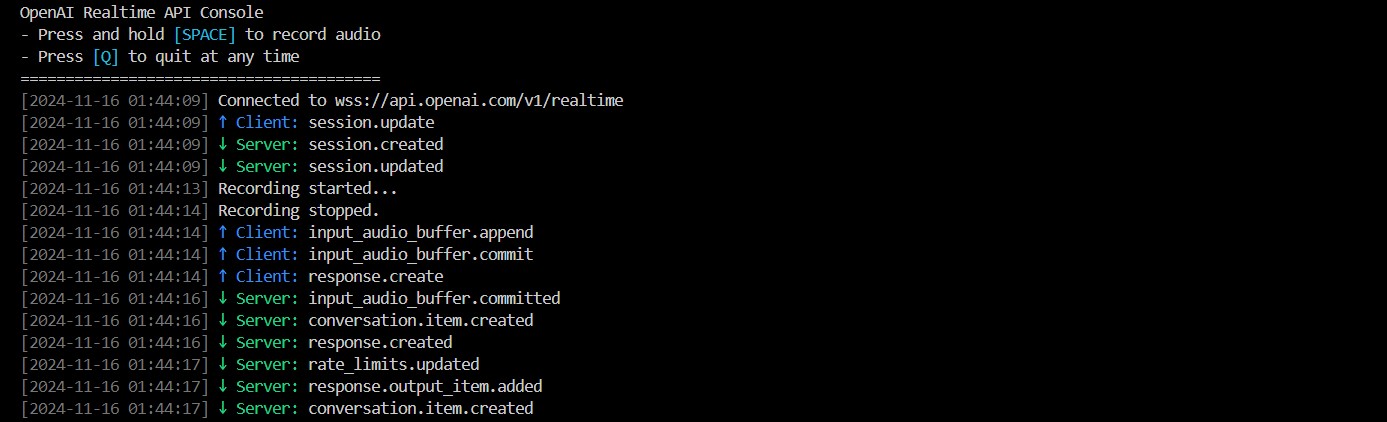 OpenAI Realtime API Console
- Press and hold [SPACE] to record audio
- Press [Q] to quit at any time
========================================
[2024-11-16 01:44:09] Connected to wss://api.openai.com/v1/realtime
[2024-11-16 01:44:09] ↑ Client: session.update
[2024-11-16 01:44:09] ↓ Server: session.created
[2024-11-16 01:44:09] ↓ Server: session.updated
[2024-11-16 01:44:13] Recording started...
[2024-11-16 01:44:14] Recording stopped.
[2024-11-16 01:44:14] ↑ Client: input_audio_buffer.append
[2024-11-16 01:44:14] ↑ Client: input_audio_buffer.commit
[2024-11-16 01:44:14] ↑ Client: response.create
[2024-11-16 01:44:16] ↓ Server: input_audio_buffer.committed
[2024-11-16 01:44:16] ↓ Server: conversation.item.created
[2024-11-16 01:44:16] ↓ Server: response.created
[2024-11-16 01:44:17] ↓ Server: rate_limits.updated
[2024-11-16 01:44:17] ↓ Server: response.output_item.added
[2024-11-16 01:44:17] ↓ Server: conversation.item.created